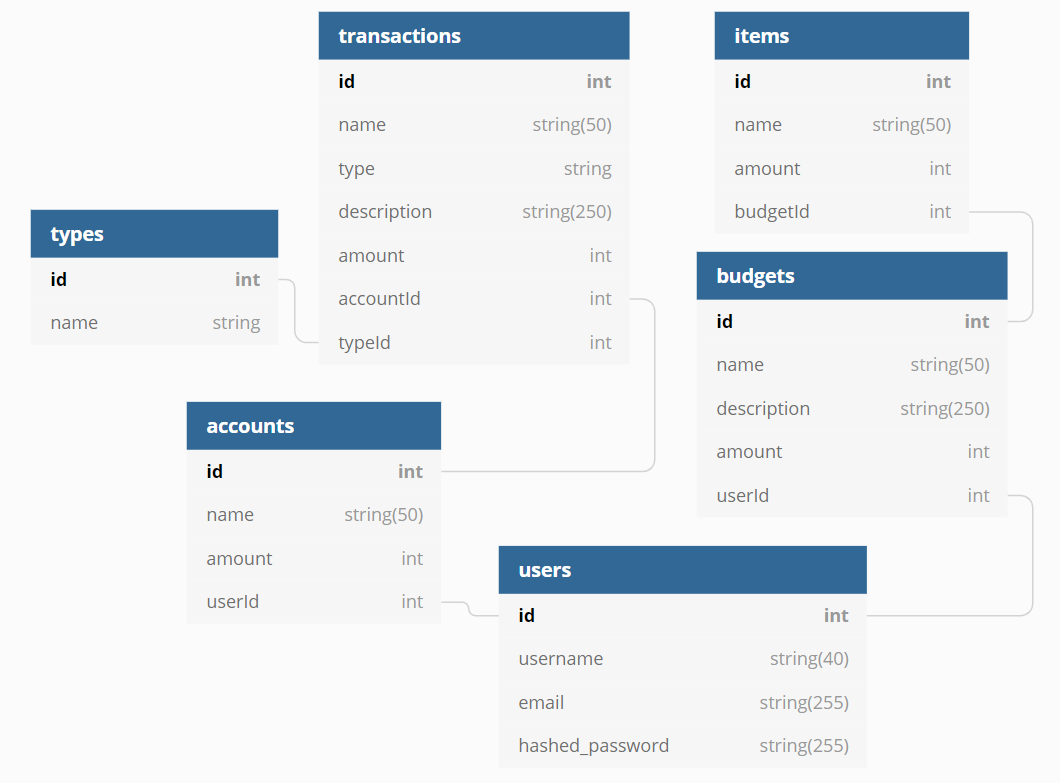 transactions
id int
name string(50)
type string
description string(250)
amount int
accountId int
typeId int
items
id int
name string(50)
amount int
budgetId int
types
id int
name string
budgets
id int
name string(50)
description string(250)
amount int
userId int
accounts
id int
name string(50)
amount int
userId int
users
id int
username string(40)
email string(255)
hashed_password string(255)